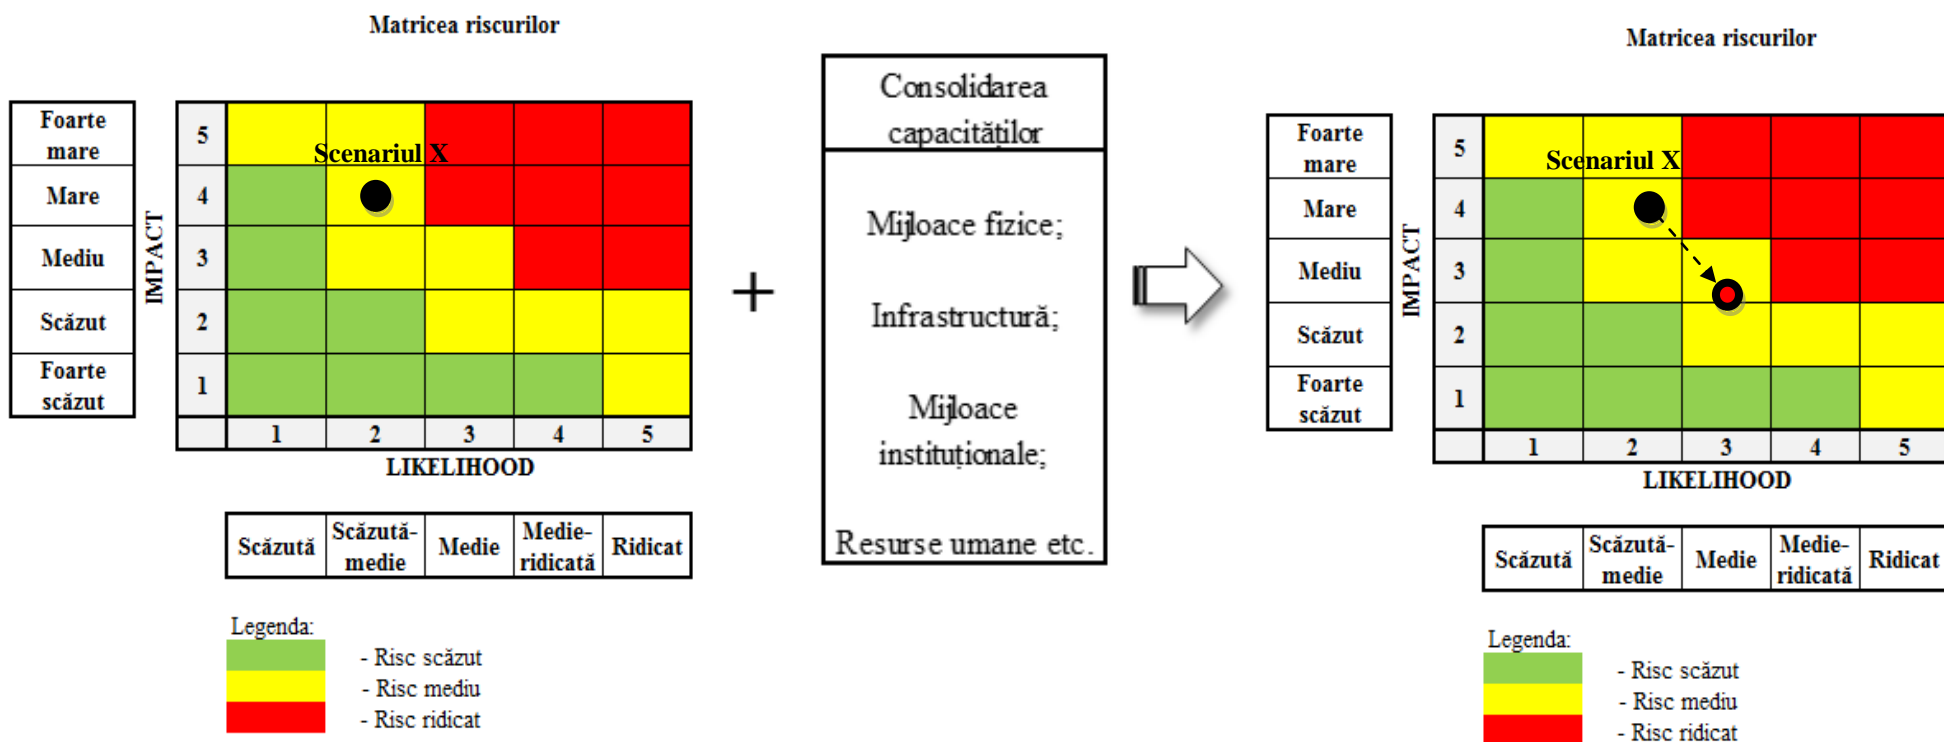 Matricea riscurilor
Foarte
mare
Mare
Mediu
Scăzut
Foarte
scăzut
IMPACT
5
Scenariul X
4
3
2
1
1 2 3 4 5
LIKELIHOOD
Scăzută Scăzută-medie Medie Medie-ridicată Ridicat
Legenda:
- Risc scăzut
- Risc mediu
- Risc ridicat
+
Consolidarea
capacităților
Mijloace fizice;
Infrastructură;
Mijloace
instituționale;
Resurse umane etc.
Matricea riscurilor
Foarte
mare
Mare
Mediu
Scăzut
Foarte
scăzut
IMPACT
5
Scenariul X
4
3
2
1
1 2 3 4 5
LIKELIHOOD
Scăzută Scăzută-medie Medie Medie-ridicată Ridicat
Legenda:
- Risc scăzut
- Risc mediu
- Risc ridicat